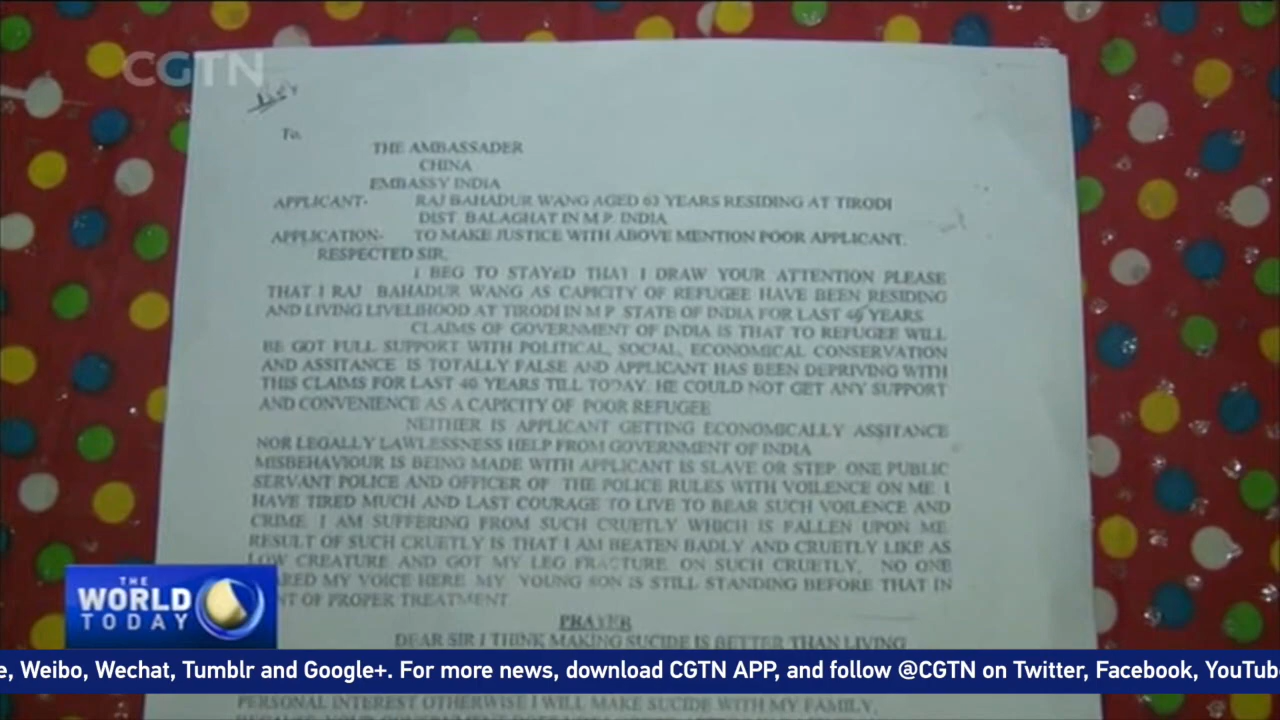 CGTN
To,
THE AMBASSADER
CHINA
EMBASSY INDIA
APPLICANT- RAJ BAHADUR WANG AGED 63 YEARS RESIDING AT TIRODI
DIST. BALAGHAT IN M.P. INDIA
APPLICATION- TO MAKE JUSTICE WITH ABOVE MENTION POOR APPLICANT.
RESPECTED SIR,
I BEG TO STAYED THAT I DRAW YOUR ATTENTION PLEASE
THAT I RAJ BAHADUR WANG AS CAPICITY OF REFUGEE HAVE BEEN RESIDING
AND LIVING LIVELIHOOD AT TIRODI IN M.P. STATE OF INDIA FOR LAST YEARS
CLAIMS OF GOVERNMENT OF INDIA IS THAT TO REFUGEE WILL
BE GOT FULL SUPPORT WITH POLITICAL, SOCIAL, ECONOMICAL CONSERVATION
AND ASSITANCE IS TOTALLY FALSE AND APPLICANT HAS BEEN DEPRIVING WITH
THIS CLAIMS FOR LAST 40 YEARS TILL TODAY. HE COULD NOT GET ANY SUPPORT
AND CONVENIENCE AS A CAPICITY OF POOR REFUGEE
NEITHER IS APPLICANT GETTING ECONOMICALLY ASSITANCE
NOR LEGALLY LAWLESSNESS HELP FROM GOVERNMENT OF INDIA
MISBEHAVIOUR IS BEING MADE WITH APPLICANT IS SLAVE OR STEP. ONE PUBLIC
SERVANT POLICE AND OFFICER OF THE POLICE RULES WITH VOILENCE ON ME. I
HAVE TIRED MUCH AND LAST COURAGE TO LIVE TO BEAR SUCH VOILENCE AND
CRIME. I AM SUFFERING FROM SUCH CRUETLY WHICH IS FALLEN UPON ME.
RESULT OF SUCH CRUETLY IS THAT I AM BEATEN BADLY AND CRUETLY LIKE AS
LOW CREATURE AND GOT MY LEG FRACTURE. ON SUCH CRUETLY, NO ONE
ARED MY VOICE HERE. MY YOUNG SON IS STILL STANDING BEFORE THAT IN
NT OF PROPER TREATMENT.
PRAYER
DEAR SIR I THINK MAKING SUCIDE IS BETTER THAN LIVING
THE
WORLD
TODAY
e, Weibo, Wechat, Tumblr and Google+. For more news, download CGTN APP, and follow @CGTN on Twitter, Facebook, YouTub
PERSONAL INTEREST OTHERWISE I WILL MAKE SUCIDE WITH MY FAMILY,